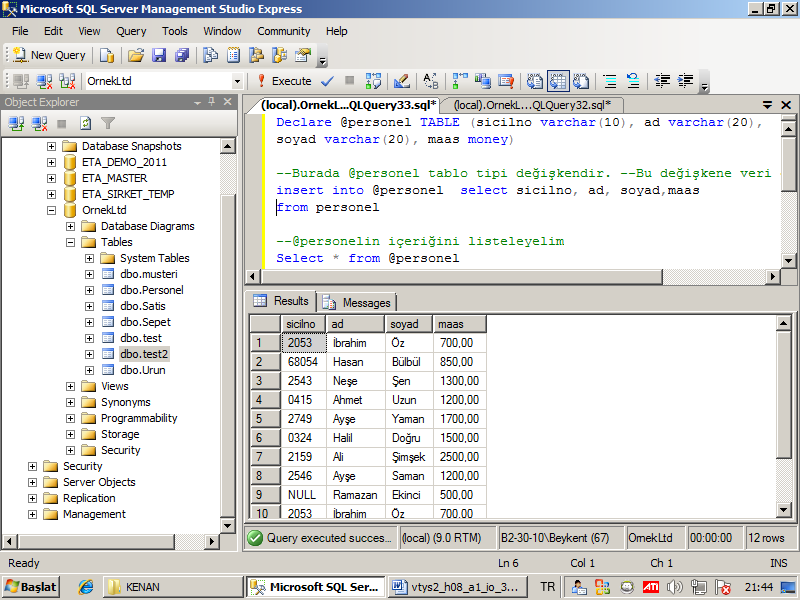 Microsoft SQL Server Management Studio Express
File Edit View Query Tools Window Community Help
New Query
OrnekLtd Execute
Object Explorer
Database Snapshots
ETA_DEMO_2011
ETA_MASTER
ETA_SIRKET_TEMP
OrnekLtd
Database Diagrams
Tables
System Tables
dbo.musteri
dbo.Personel
dbo.Satis
dbo.Sepet
dbo.test
dbo.test2
dbo.Urun
Views
Synonyms
Programmability
Storage
Security
Security
Server Objects
Replication
Management
(local).OrnekL...QLQuery33.sql* (local).OrnekL...QLQuery32.sql*
Declare @personel TABLE (sicilno varchar(10), ad varchar(20),
soyad varchar(20), maas money)
--Burada @personel tablo tipi değişkendir. --Bu değişkene veri
insert into @personel select sicilno, ad, soyad,maas
from personel
--@personelin içeriğini listeleyelim
Select * from @personel
Results Messages
sicilno ad soyad maas
1 2053 İbrahim Öz 700,00
2 68054 Hasan Bülbül 850,00
3 2543 Neşe Şen 1300,00
4 0415 Ahmet Uzun 1200,00
5 2749 Ayşe Yaman 1700,00
6 0324 Halil Doğru 1500,00
7 2159 Ali Şimşek 2500,00
8 2546 Ayşe Saman 1200,00
9 NULL Ramazan Ekinci 500,00
10 2053 İbrahim Öz 700,00
Query executed succes... (local) (9.0 RTM) B2-30-10\Beykent (67) OrnekLtd 00:00:00 12 rows
Ready Ln 6 Col 1 Ch 1 INS
Başlat KENAN Microsoft SQL Ser... vtys2_h08_a1_io_3... TR ATI 21:44